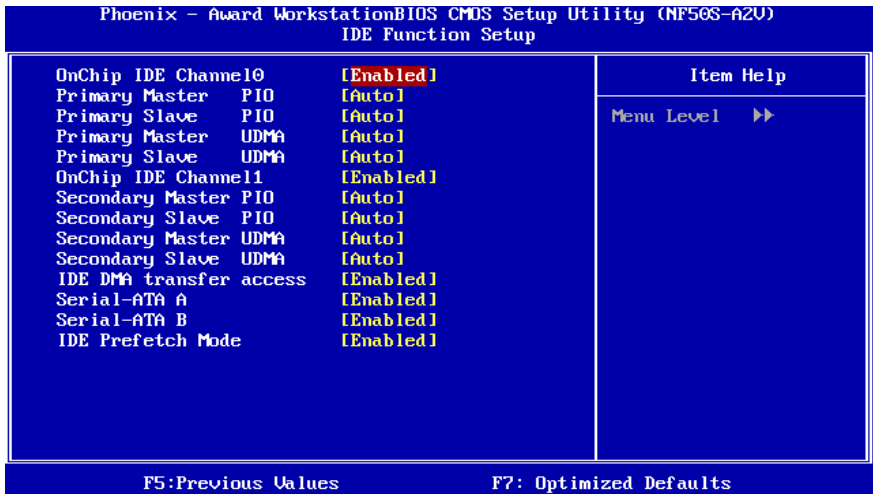 Phoenix - Award WorkstationBIOS CMOS Setup Utility (NF50S-A2V)
IDE Function Setup
OnChip IDE Channel0 [Enabled]
Primary Master PIO [Auto]
Primary Slave PIO [Auto]
Primary Master UDMA [Auto]
Primary Slave UDMA [Auto]
OnChip IDE Channel1 [Enabled]
Secondary Master PIO [Auto]
Secondary Slave PIO [Auto]
Secondary Master UDMA [Auto]
Secondary Slave UDMA [Auto]
IDE DMA transfer access [Enabled]
Serial-ATA A [Enabled]
Serial-ATA B [Enabled]
IDE Prefetch Mode [Enabled]
Item Help
Menu Level ▶▶
F5:Previous Values F7: Optimized Defaults